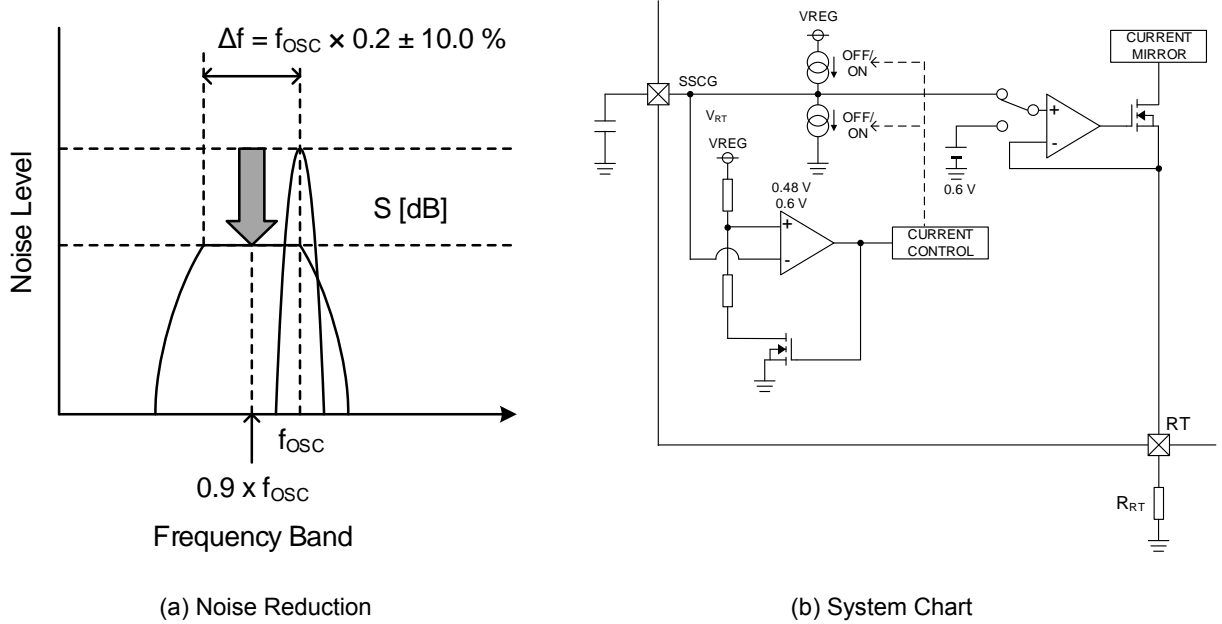 Δf = fOSC × 0.2 ± 10.0 %
Noise Level
S [dB]
fOSC
0.9 x fOSC
Frequency Band
(a) Noise Reduction
VREG
OFF/
ON
CURRENT
MIRROR
SSCG
VRT
OFF/
ON
+
-
VREG
0.6 V
0.48 V
0.6 V
+
-
CURRENT
CONTROL
RT
RRT
(b) System Chart